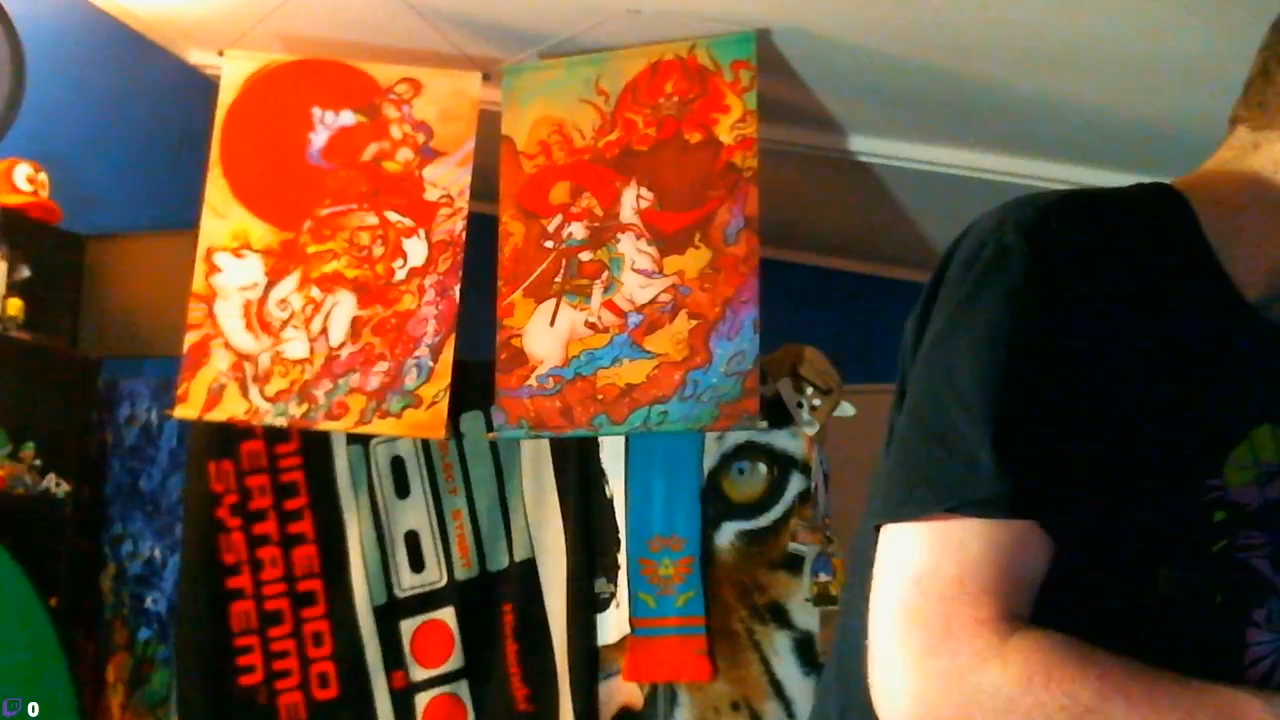 NINTENDO
ENTERTAINMENT
SYSTEM
SELECT START
Nintendo
0